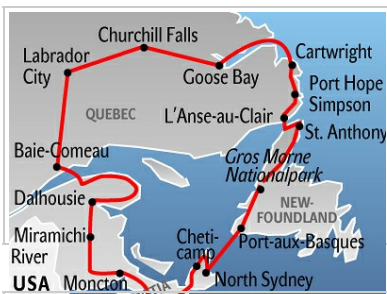 Churchill Falls
Labrador
City
Goose Bay
Cartwright
Port Hope
Simpson
QUEBEC
L'Anse-au-Clair
St. Anthony
Baie-Comeau
Gros Morne
Nationalpark
Dalhousie
NEW-
FOUNDLAND
Miramichi
River
Cheti-
camp
Port-aux-Basques
USA
Moncton
North Sydney